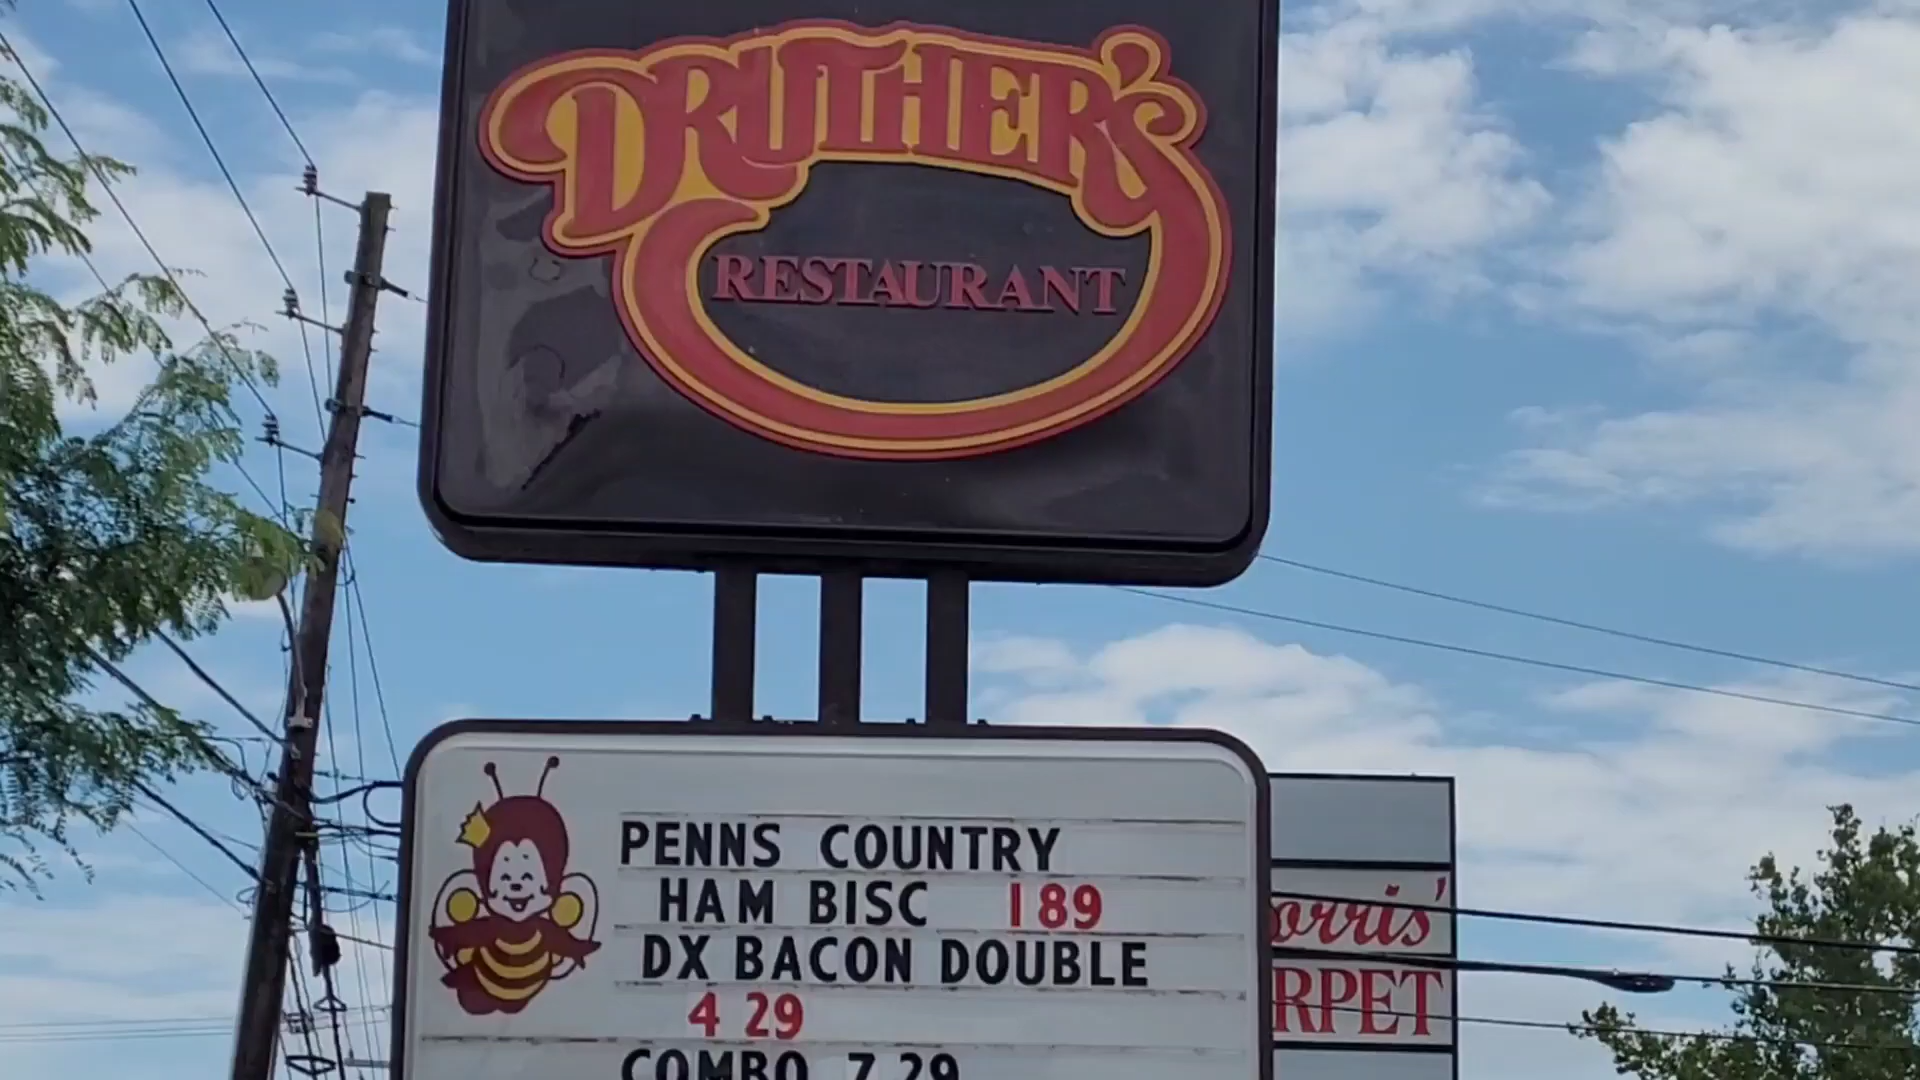 DRUTHER'S
RESTAURANT
PENNS COUNTRY
HAM BISC 189
DX BACON DOUBLE
4 29
COMBO 7.29
orris'
RPET